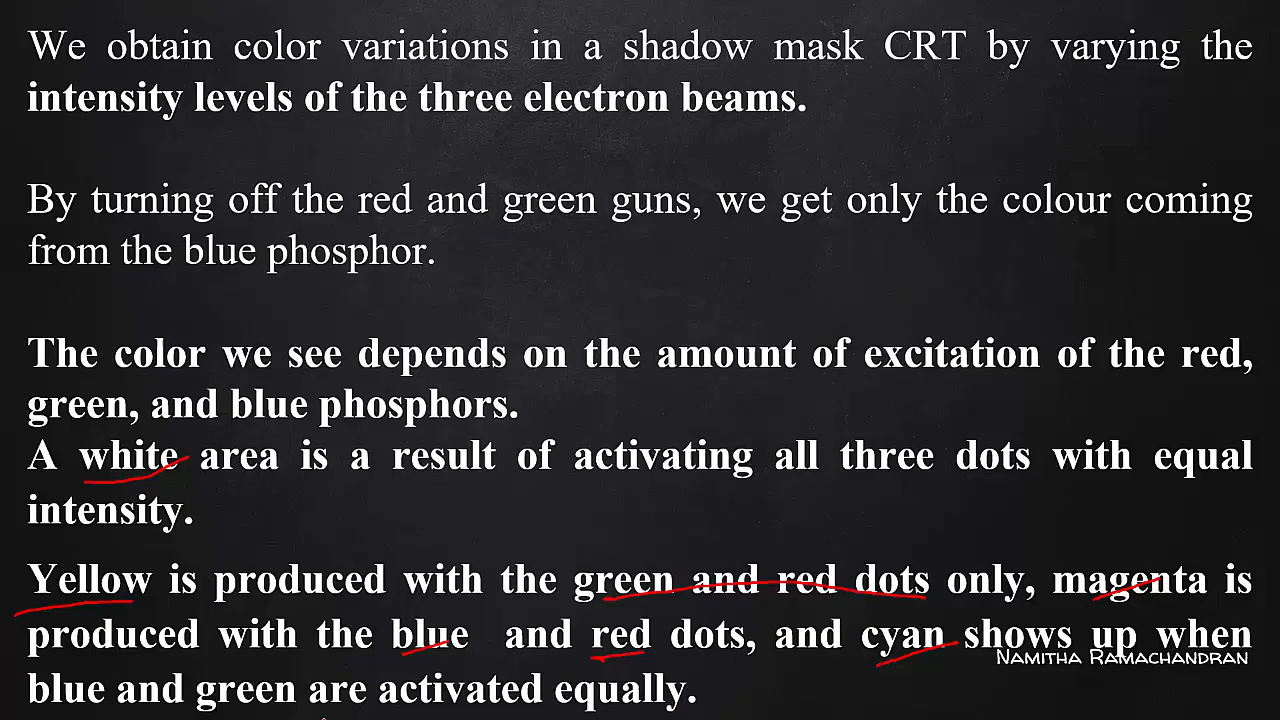 We obtain color variations in a shadow mask CRT by varying the
intensity levels of the three electron beams.
By turning off the red and green guns, we get only the colour coming
from the blue phosphor.
The color we see depends on the amount of excitation of the red,
green, and blue phosphors.
A white area is a result of activating all three dots with equal
intensity.
Yellow is produced with the green and red dots only, magenta is
produced with the blue and red dots, and cyan shows up when
Namitha Ramachandran
blue and green are activated equally.